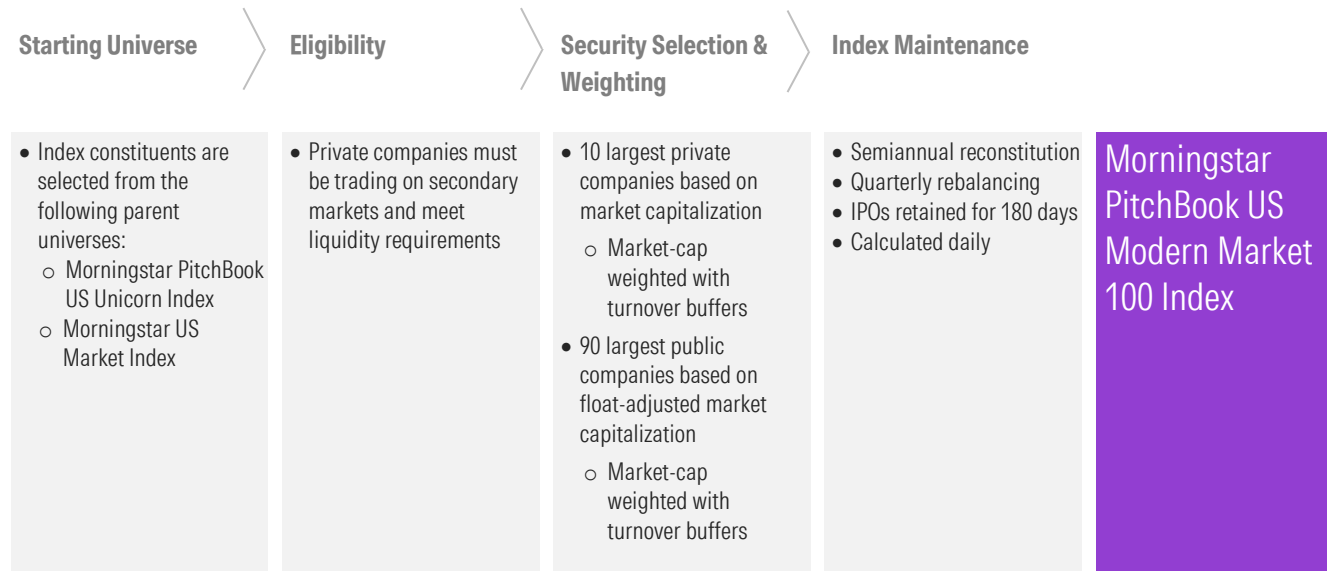 Starting Universe
Eligibility
Security Selection &
Weighting
Index Maintenance
• Index constituents are
selected from the
following parent
universes:
o Morningstar PitchBook
US Unicorn Index
o Morningstar US
Market Index
• Private companies must
be trading on secondary
markets and meet
liquidity requirements
• 10 largest private
companies based on
market capitalization
o Market-cap
weighted with
turnover buffers
• 90 largest public
companies based on
float-adjusted market
capitalization
o Market-cap
weighted with
turnover buffers
• Semiannual reconstitution
• Quarterly rebalancing
• IPOs retained for 180 days
• Calculated daily
Morningstar
PitchBook US
Modern Market
100 Index